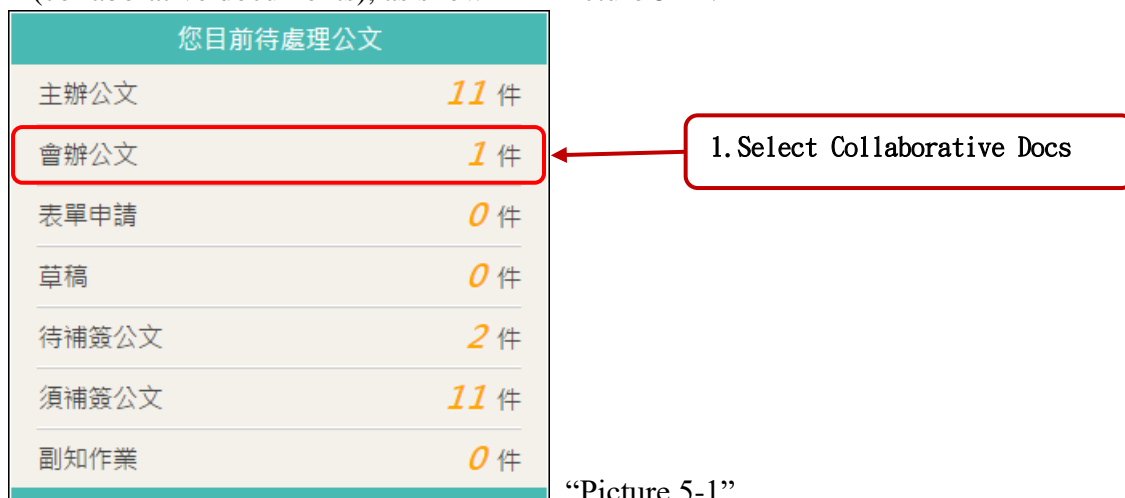 您目前待處理公文
主辦公文 11 件
會辦公文 1 件
1.Select Collaborative Docs
表單申請 0 件
草稿 0 件
待補簽公文 2 件
須補簽公文 11 件
副知作業 0 件
“Picture 5-1”